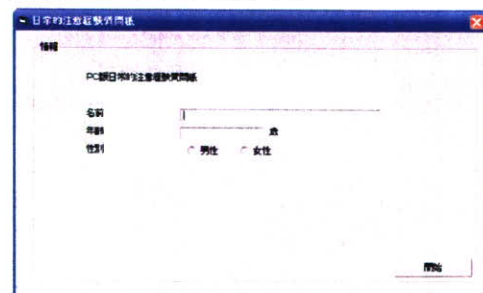 日常的注意経験質問紙
情報
PC版日常的注意経験質問紙
名前
年齢 歳
性別 男性 女性
開始